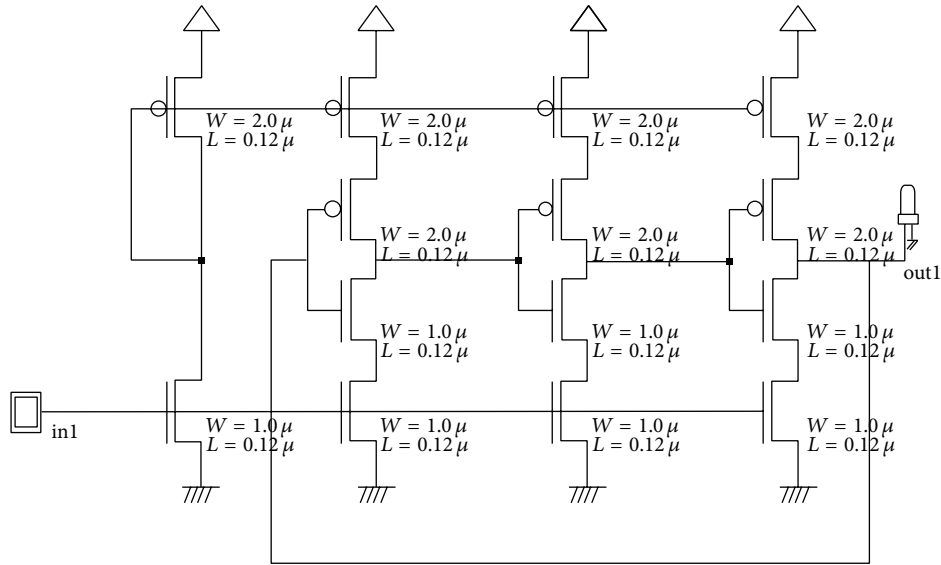 W = 2.0 μ
L = 0.12 μ
W = 2.0 μ
L = 0.12 μ
W = 2.0 μ
L = 0.12 μ
W = 2.0 μ
L = 0.12 μ
W = 2.0 μ
L = 0.12 μ
W = 2.0 μ
L = 0.12 μ
W = 2.0 μ
L = 0.12 μ
out1
W = 1.0 μ
L = 0.12 μ
W = 1.0 μ
L = 0.12 μ
W = 1.0 μ
L = 0.12 μ
in1
W = 1.0 μ
L = 0.12 μ
W = 1.0 μ
L = 0.12 μ
W = 1.0 μ
L = 0.12 μ
W = 1.0 μ
L = 0.12 μ